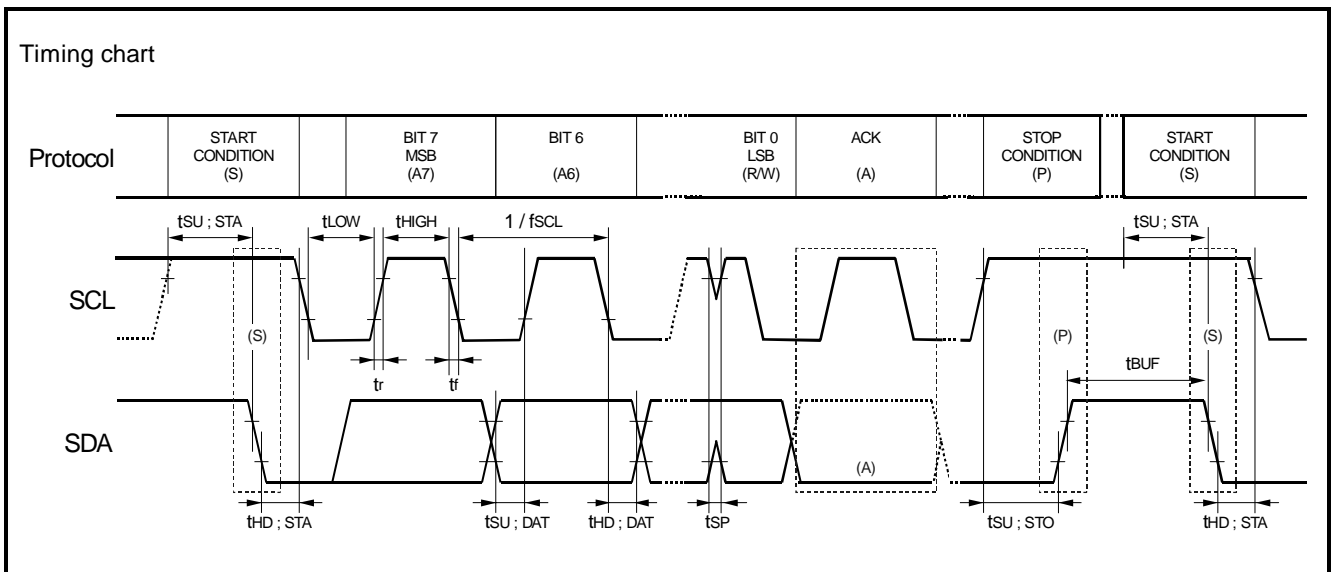 Timing chart
Protocol
START
CONDITION
(S)
BIT 7
MSB
(A7)
BIT 6
(A6)
BIT 0
LSB
(R/W)
ACK
(A)
STOP
CONDITION
(P)
START
CONDITION
(S)
tSU ; STA
tLOW
tHIGH
1 / fSCL
tSU ; STA
SCL
(S)
(P)
(S)
tr
tf
tBUF
SDA
(A)
tHD ; STA
tSU ; DAT
tHD ; DAT
tSP
tSU ; STO
tHD ; STA